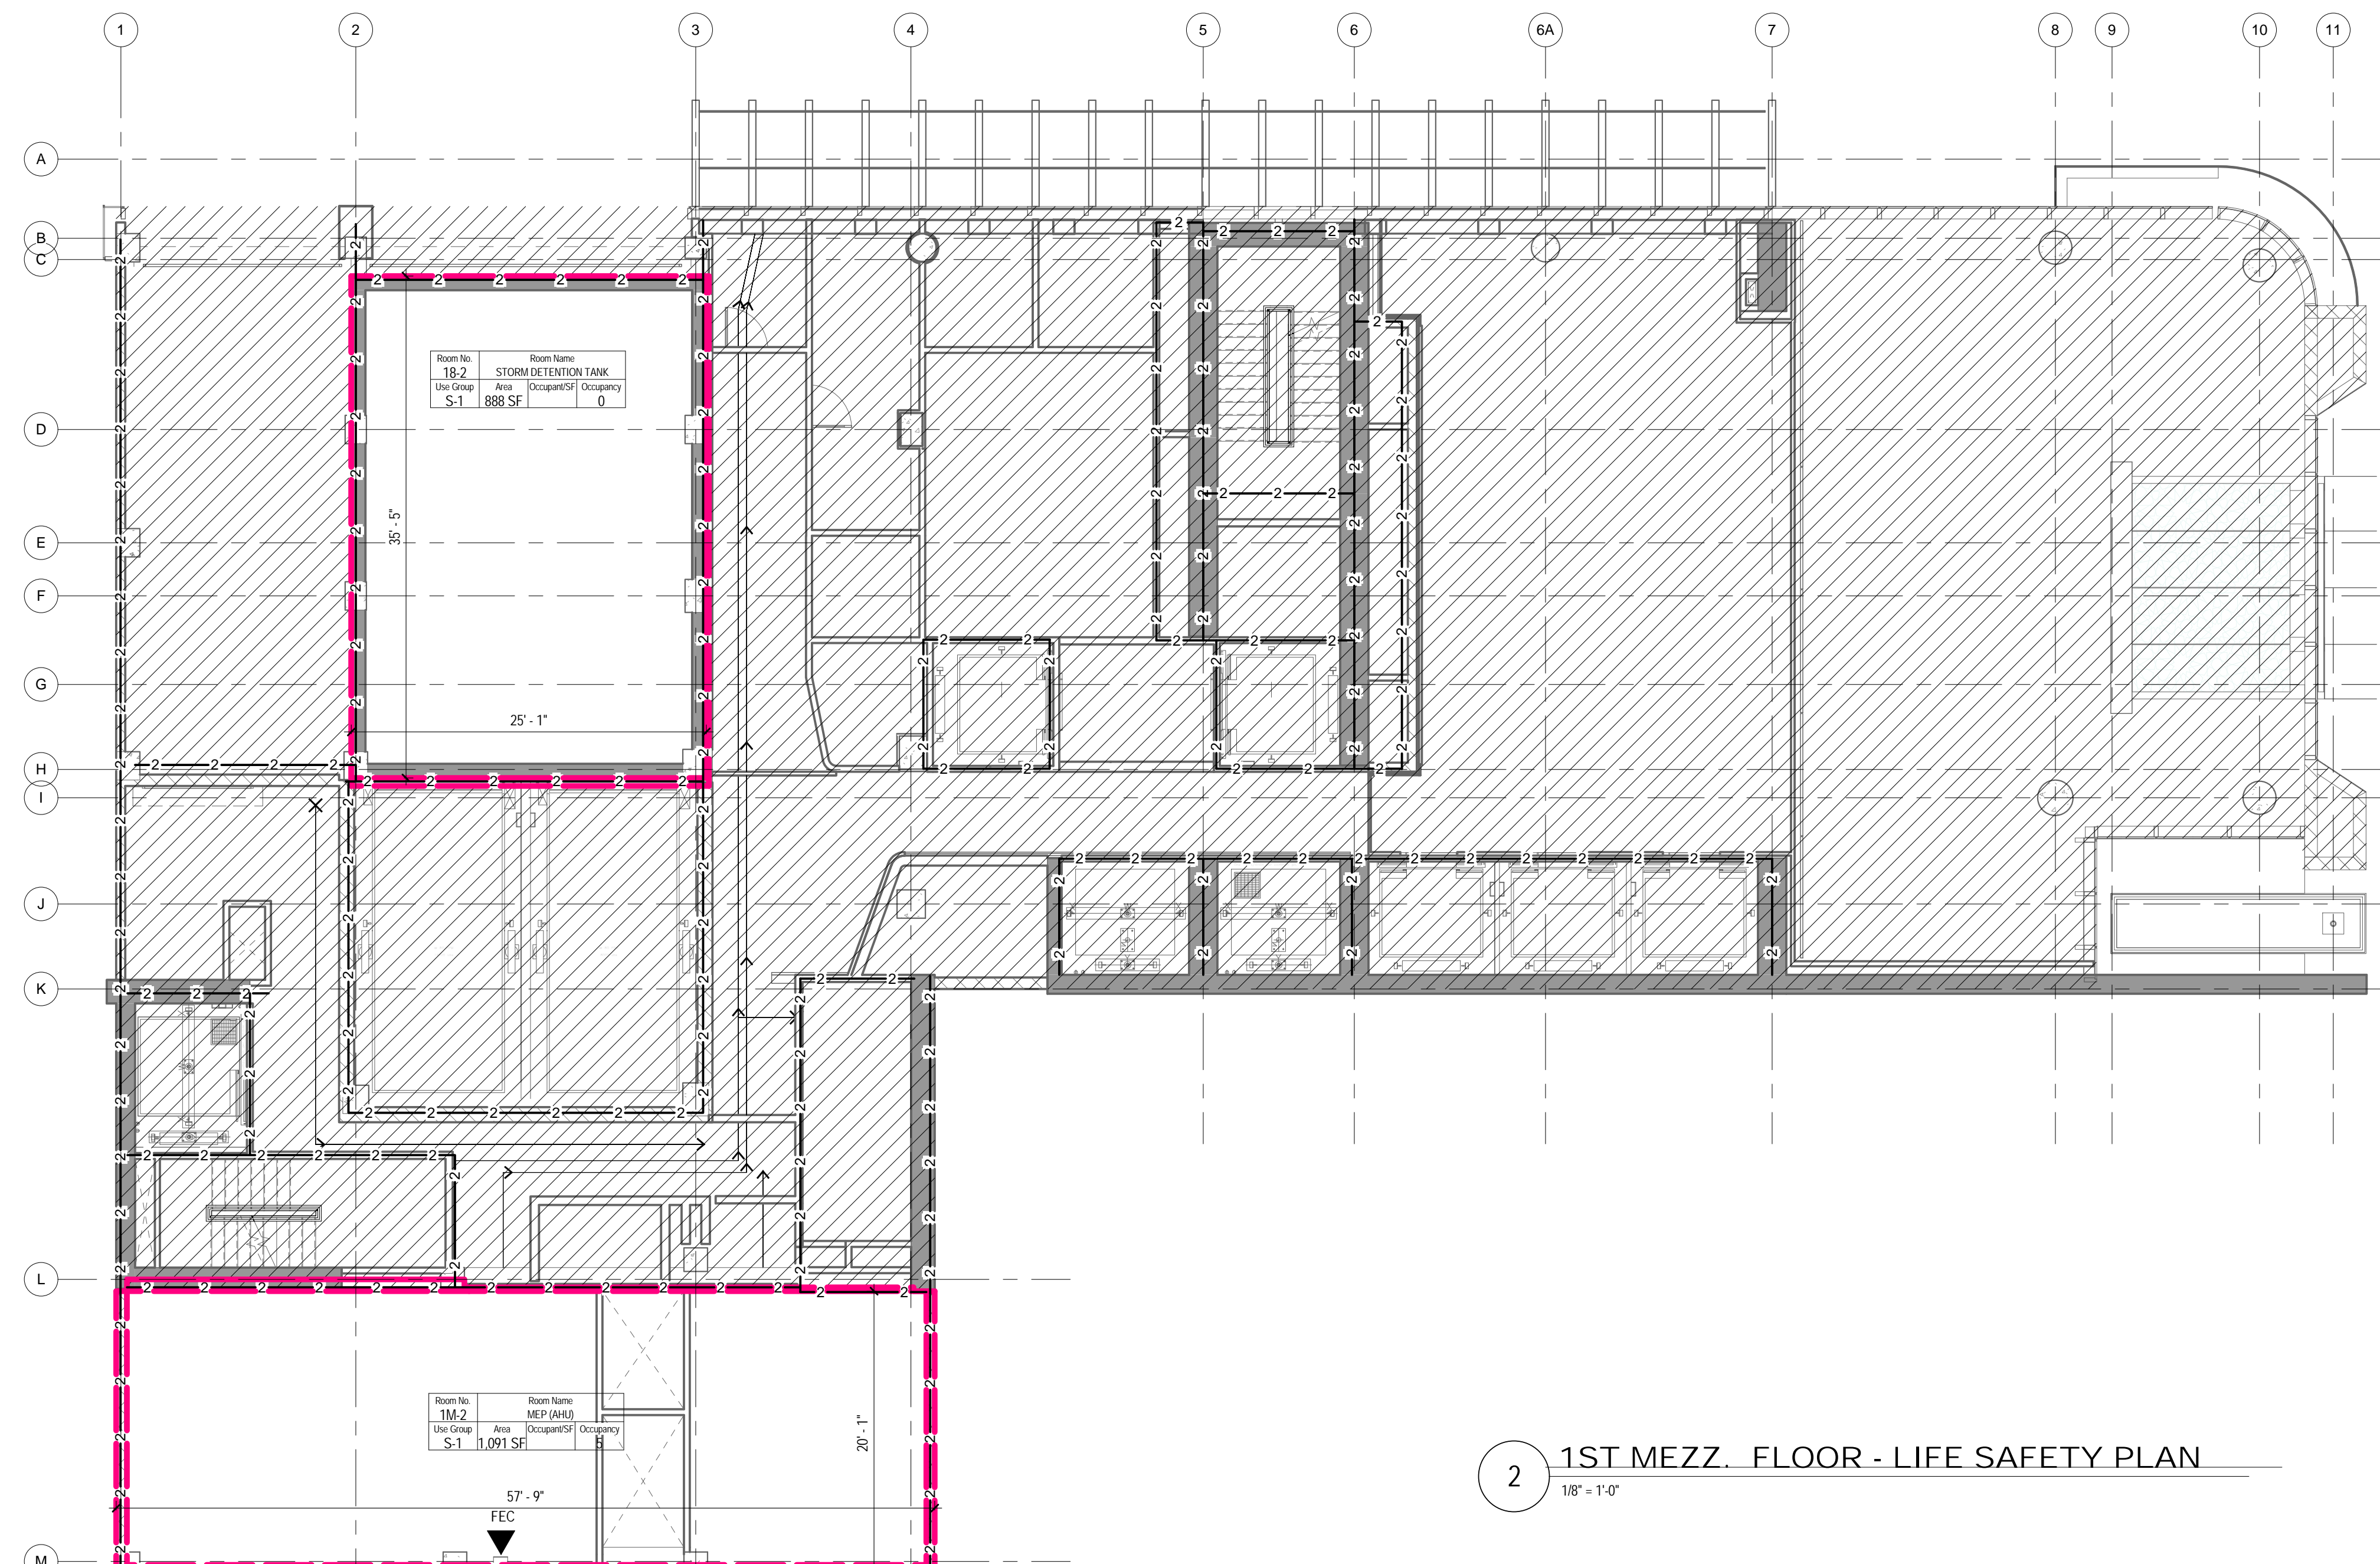 1 2 3 4 5 6 6A 7 8 9 10 11
A
B
C
D
E
F
G
H
I
J
K
L
M
Room No. Room Name
18-2 STORM DETENTION TANK
Use Group Area Occupant/SF Occupancy
S-1 888 SF 0
35' - 5"
25' - 1"
Room No. Room Name
1M-2 MEP (AHU)
Use Group Area Occupant/SF Occupancy
S-1 1,091 SF 5
20' - 1"
57' - 9"
FEC
2 1ST MEZZ. FLOOR - LIFE SAFETY PLAN
1/8" = 1'-0"